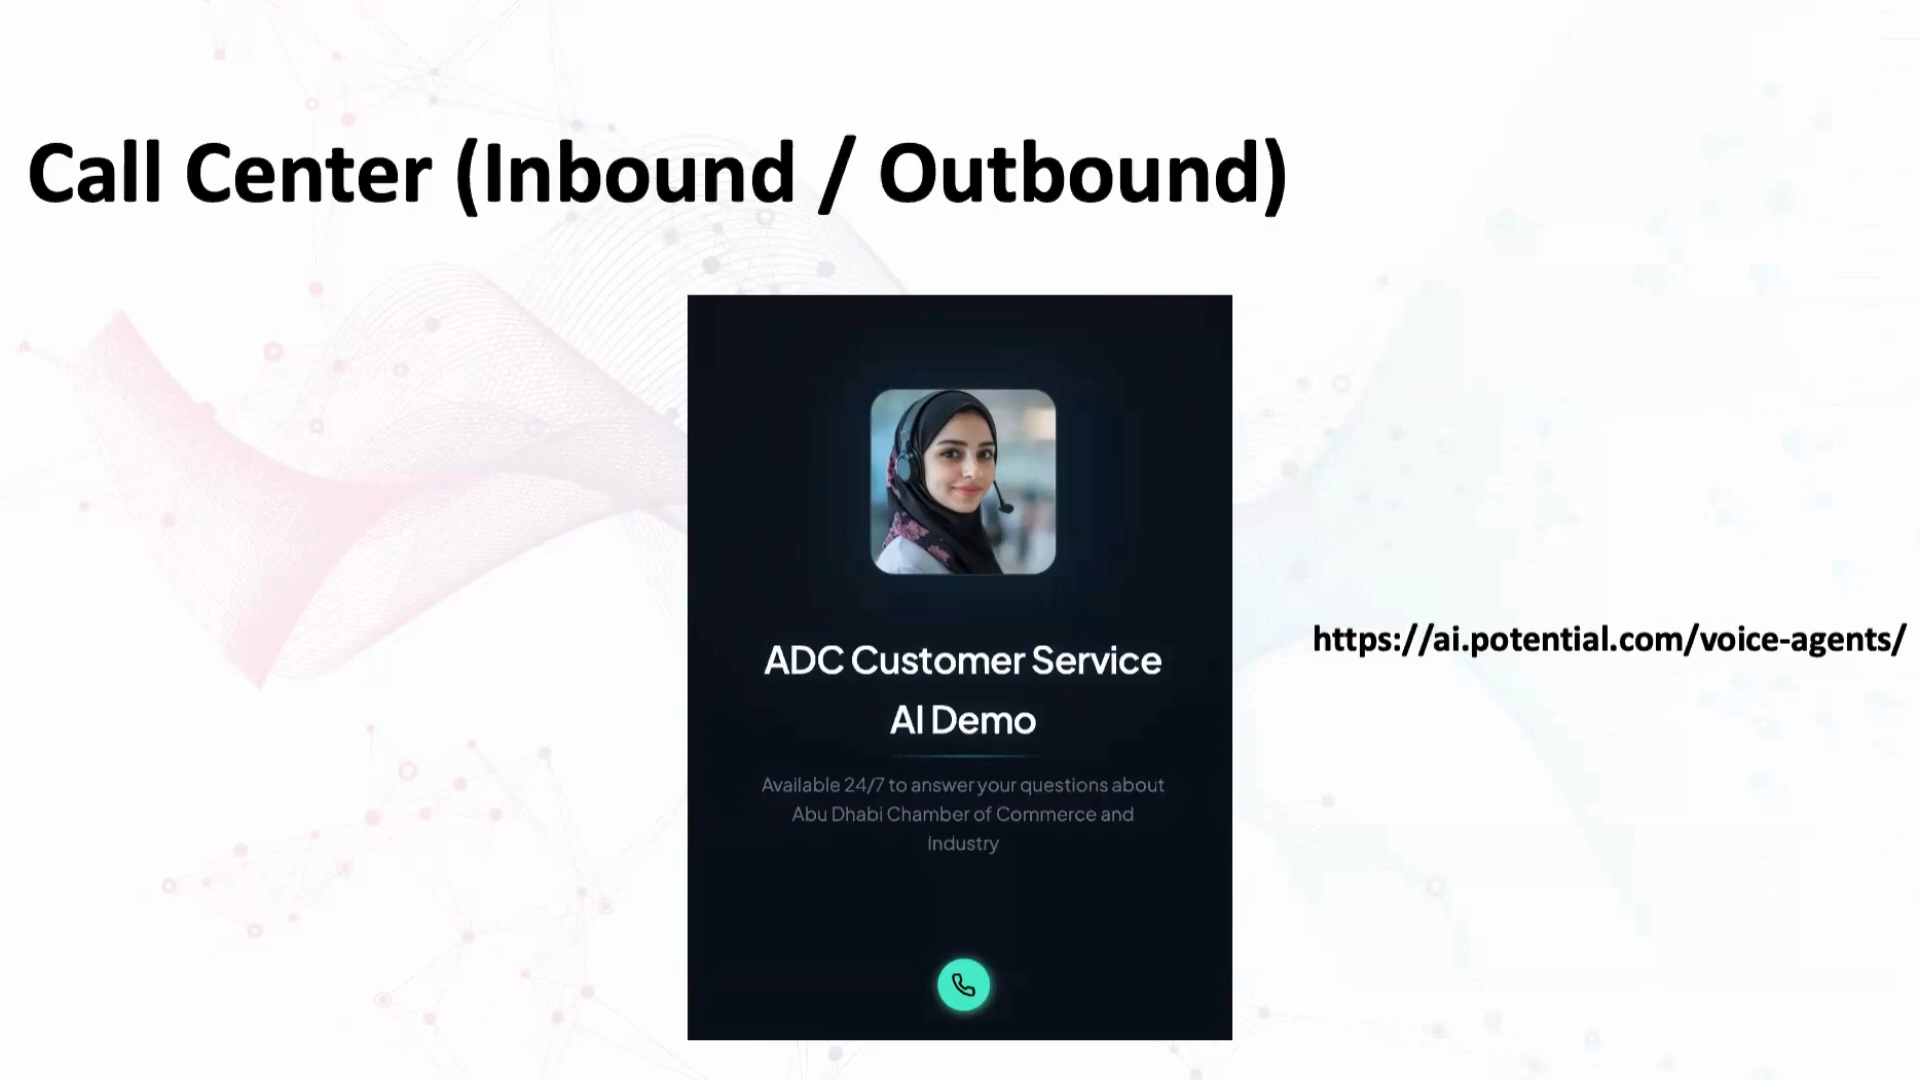 Call Center (Inbound / Outbound)
ADC Customer Service
AI Demo
Available 24/7 to answer your questions about
Abu Dhabi Chamber of Commerce and
Industry
https://ai.potential.com/voice-agents/